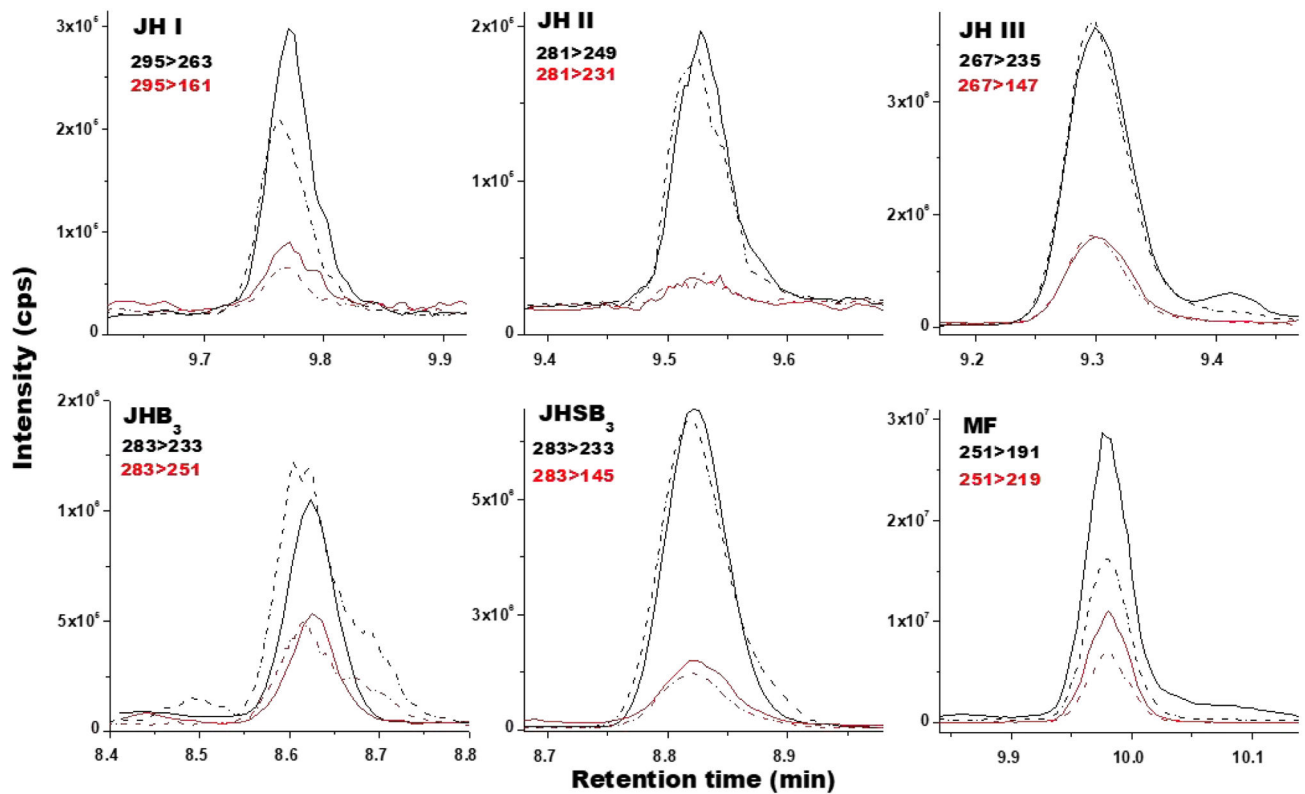 JH I
295>263
295>161
3x10⁵
2x10⁵
1x10⁵
0
9.7 9.8 9.9
JH II
281>249
281>231
2x10⁵
1x10⁵
0
9.4 9.5 9.6
JH III
267>235
267>147
3x10⁶
2x10⁶
0
9.2 9.3 9.4
Intensity (cps)
JHB₃
283>233
283>251
2x10⁶
1x10⁶
5x10⁵
0
8.4 8.5 8.6 8.7 8.8
JHSB₃
283>233
283>145
5x10⁶
3x10⁶
0
8.7 8.8 8.9
MF
251>191
251>219
3x10⁷
2x10⁷
1x10⁷
0
9.9 10.0 10.1
Retention time (min)